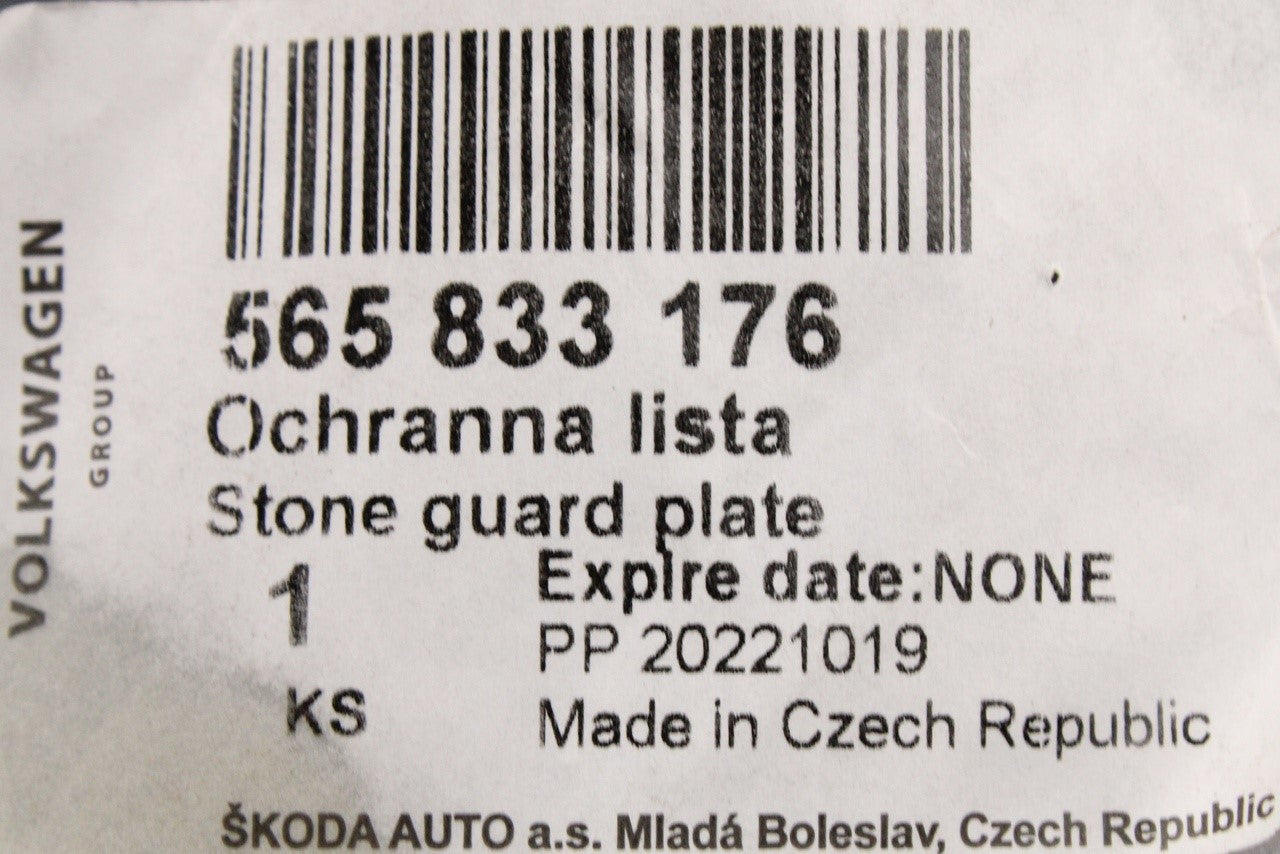 VOLKSWAGEN
GROUP
565 833 176
Ochranna lista
Stone guard plate
1
Expire date:NONE
PP 20221019
KS
Made in Czech Republic
ŠKODA AUTO a.s. Mladá Boleslav, Czech Republic